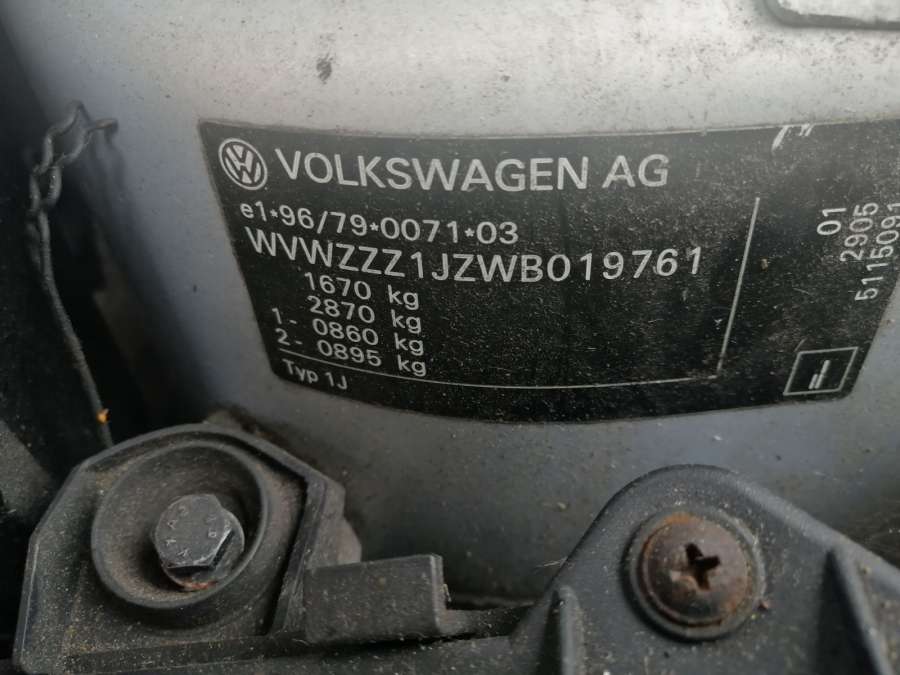 VOLKSWAGEN AG
e1*96/79*0071*03
WVWZZZ1JZWB019761
1670 kg
2870 kg
1- 0860 kg
2- 0895 kg
Typ 1J
01
2905
5115091